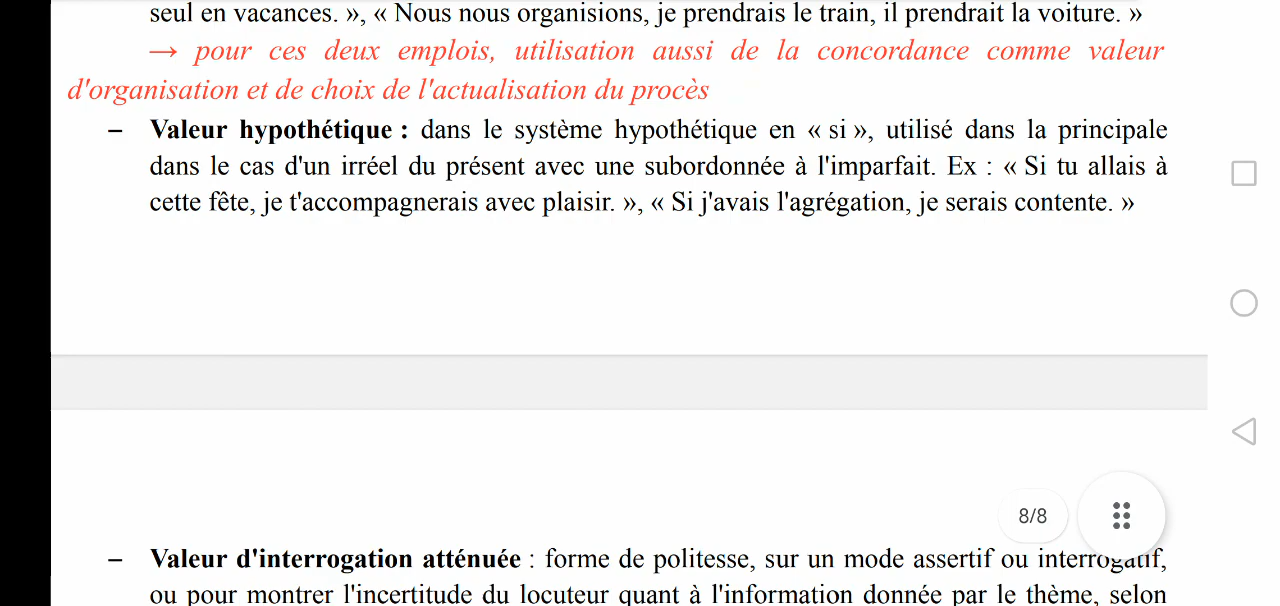 seul en vacances. », « Nous nous organisions, je prendrais le train, il prendrait la voiture. »
→ pour ces deux emplois, utilisation aussi de la concordance comme valeur
d'organisation et de choix de l'actualisation du procès
– Valeur hypothétique : dans le système hypothétique en « si », utilisé dans la principale
dans le cas d'un irréel du présent avec une subordonnée à l'imparfait. Ex : « Si tu allais à
cette fête, je t'accompagnerais avec plaisir. », « Si j'avais l'agrégation, je serais contente. »
8/8
– Valeur d'interrogation atténuée : forme de politesse, sur un mode assertif ou interrogatif,
ou pour montrer l'incertitude du locuteur quant à l'information donnée par le thème, selon